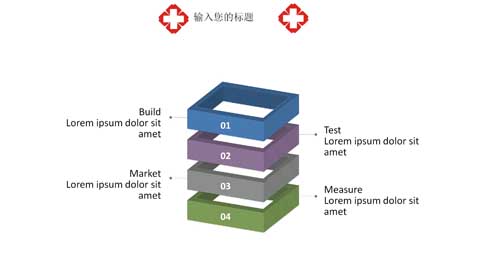 输入您的标题
Build
Lorem ipsum dolor sit
amet
01
Test
Lorem ipsum dolor sit
amet
02
Market
Lorem ipsum dolor sit
amet
03
Measure
Lorem ipsum dolor sit
amet
04